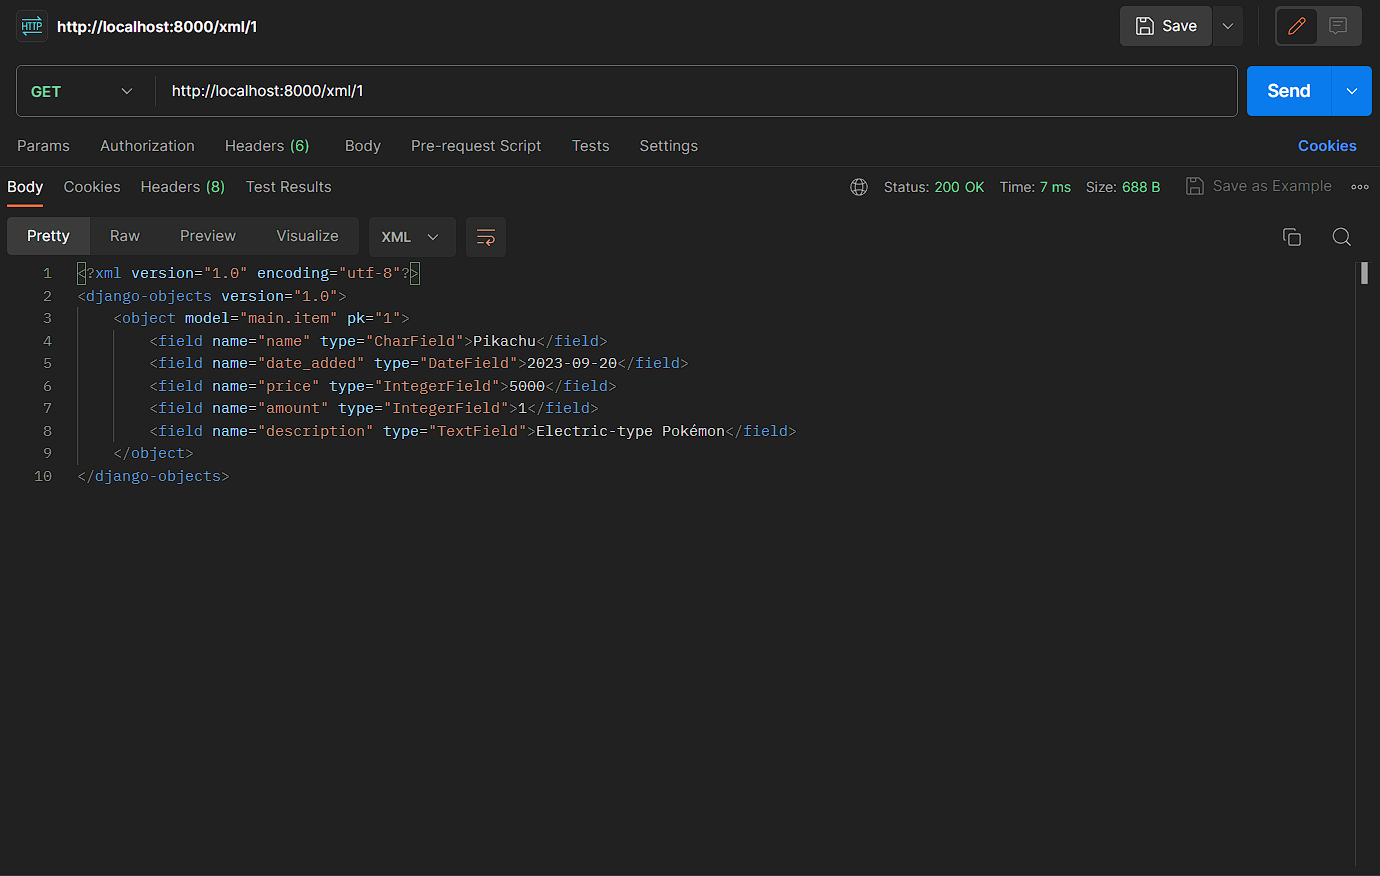 HTTP http://localhost:8000/xml/1 Save
GET http://localhost:8000/xml/1 Send
Params Authorization Headers (6) Body Pre-request Script Tests Settings Cookies
Body Cookies Headers (8) Test Results Status: 200 OK Time: 7 ms Size: 688 B Save as Example
Pretty Raw Preview Visualize XML
1 <?xml version="1.0" encoding="utf-8"?>
2 <django-objects version="1.0">
3 <object model="main.item" pk="1">
4 <field name="name" type="CharField">Pikachu</field>
5 <field name="date_added" type="DateField">2023-09-20</field>
6 <field name="price" type="IntegerField">5000</field>
7 <field name="amount" type="IntegerField">1</field>
8 <field name="description" type="TextField">Electric-type Pokémon</field>
9 </object>
10 </django-objects>